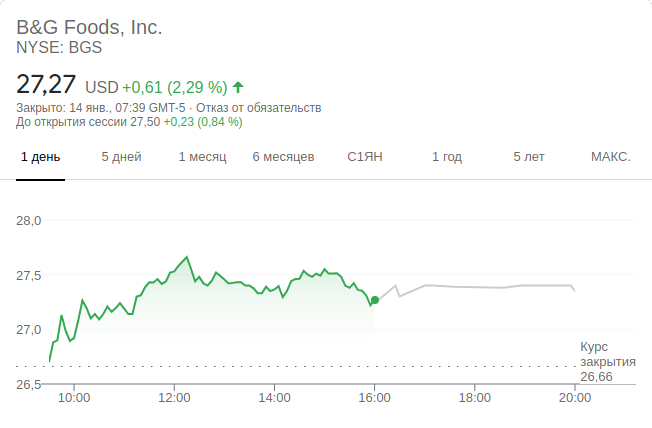 B&G Foods, Inc.
NYSE: BGS
27,27 USD +0,61 (2,29 %)
Закрыто: 14 янв., 07:39 GMT-5 · Отказ от обязательств
До открытия сессии 27,50 +0,23 (0,84 %)
1 день 5 дней 1 месяц 6 месяцев С1ЯН 1 год 5 лет МАКС.
28,0
27,5
27,0
Курс
закрытия
26,66
26,5
10:00 12:00 14:00 16:00 18:00 20:00